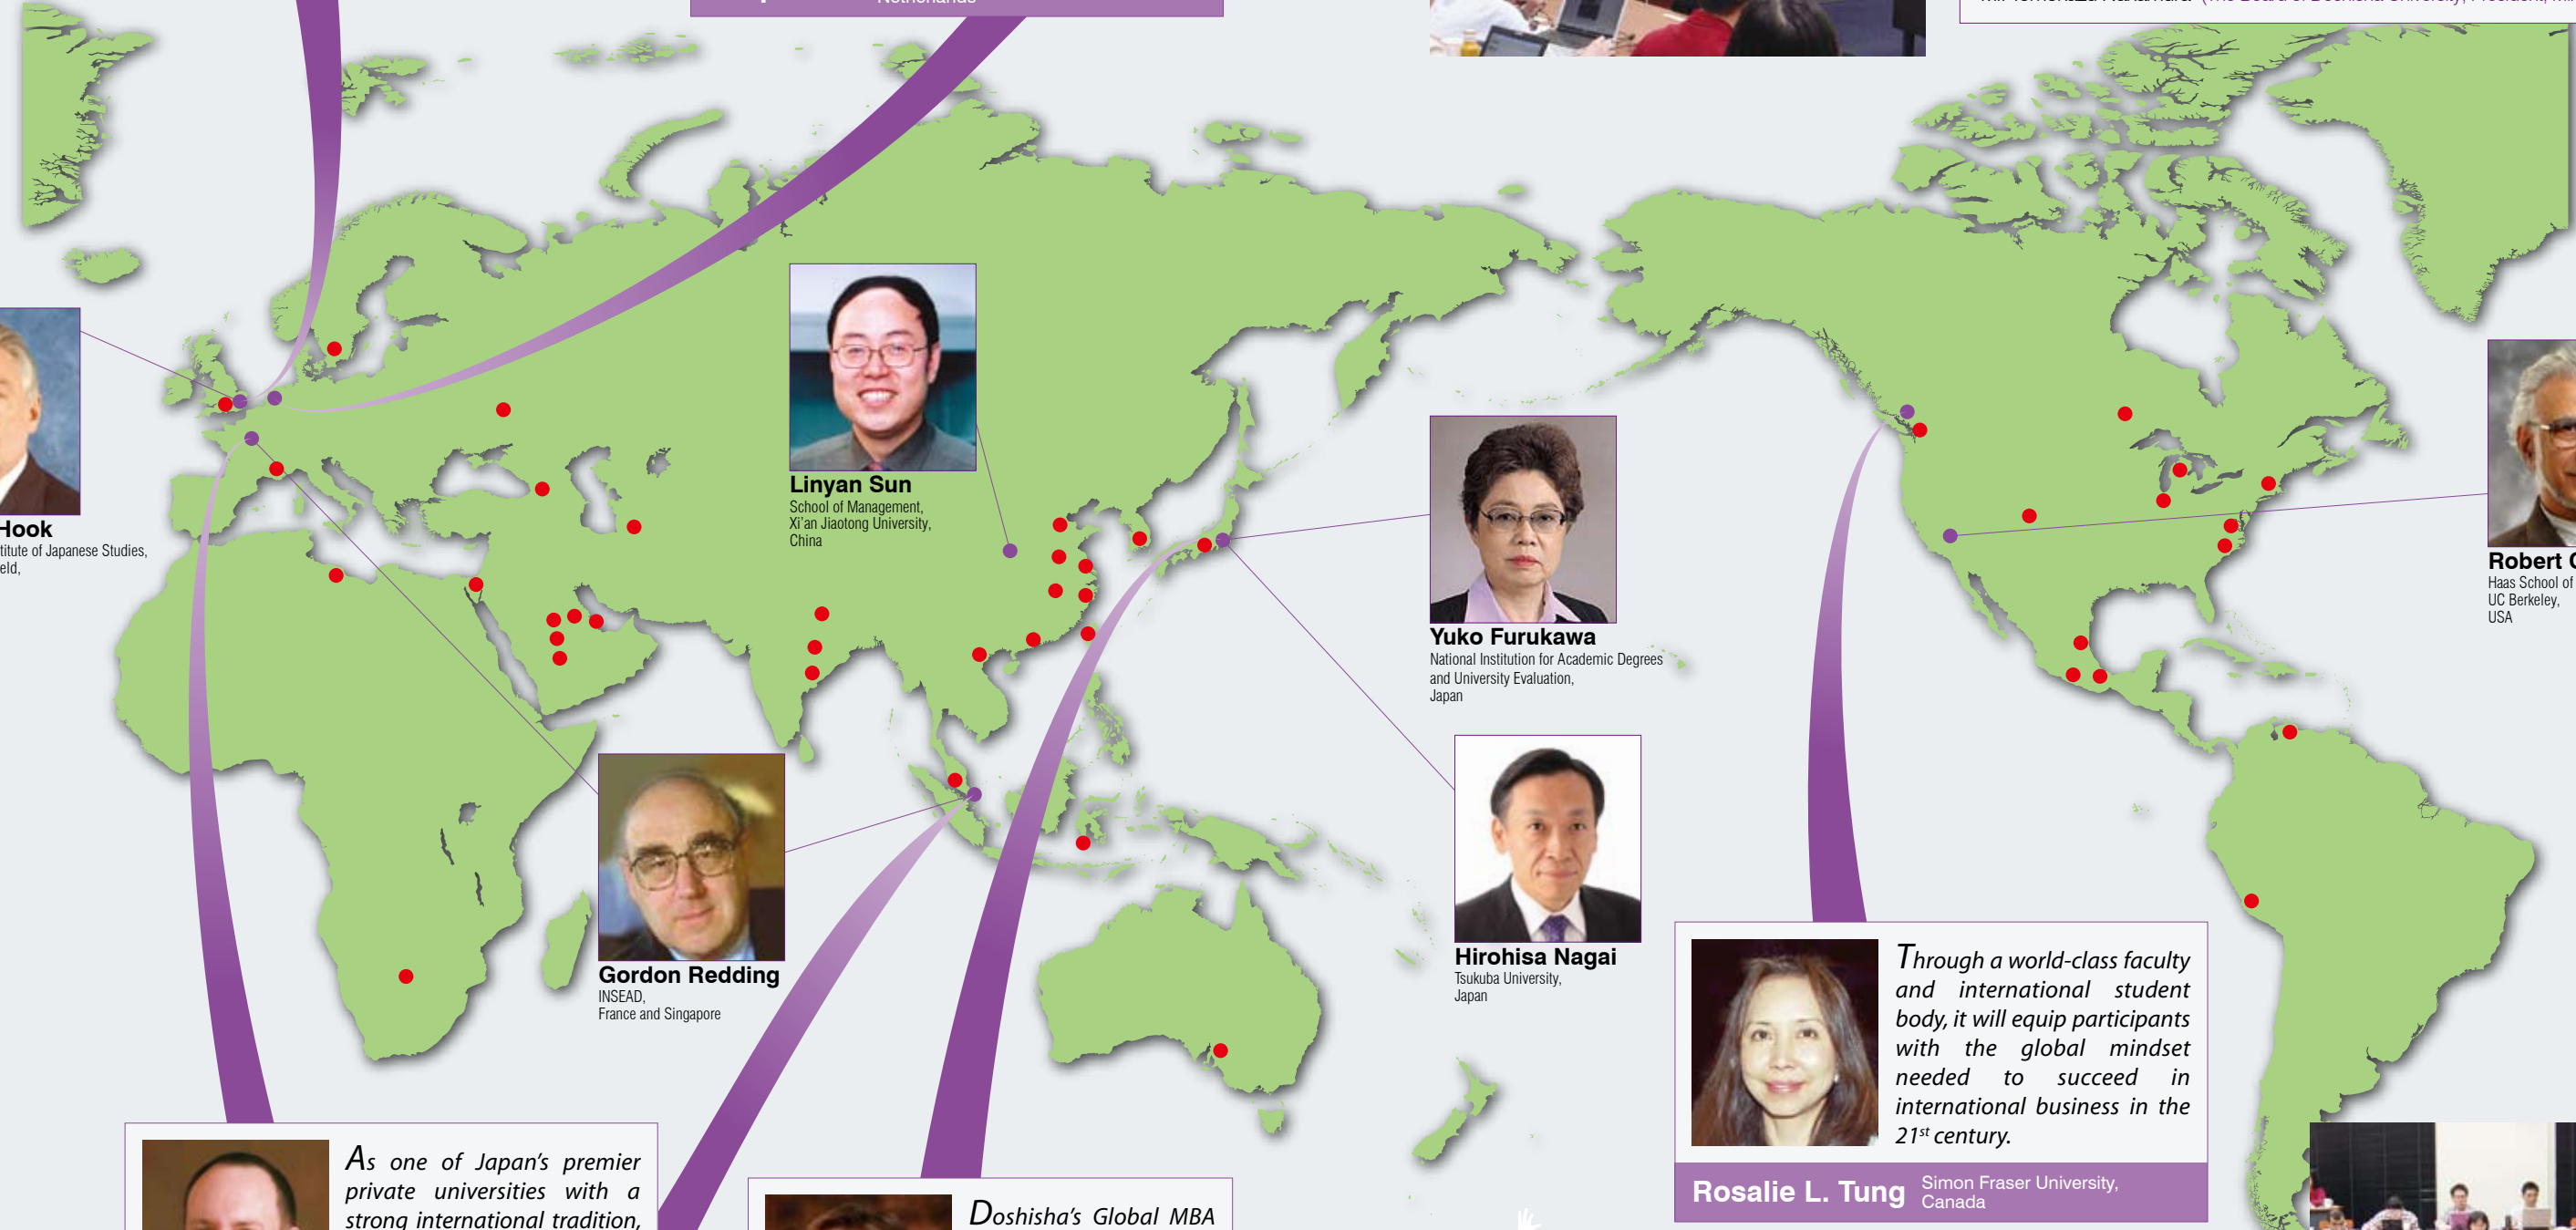 Netherlands
Linyan Sun
School of Management,
Xi'an Jiaotong University,
China
Hook
titute of Japanese Studies,
eld,
Yuko Furukawa
National Institution for Academic Degrees
and University Evaluation,
Japan
Robert
Haas School of
UC Berkeley,
USA
Gordon Redding
INSEAD,
France and Singapore
Hirohisa Nagai
Tsukuba University,
Japan
Through a world-class faculty
and international student
body, it will equip participants
with the global mindset
needed to succeed in
international business in the
21st century.
Rosalie L. Tung
Simon Fraser University,
Canada
As one of Japan's premier
private universities with a
strong international tradition,
Doshisha's Global MBA